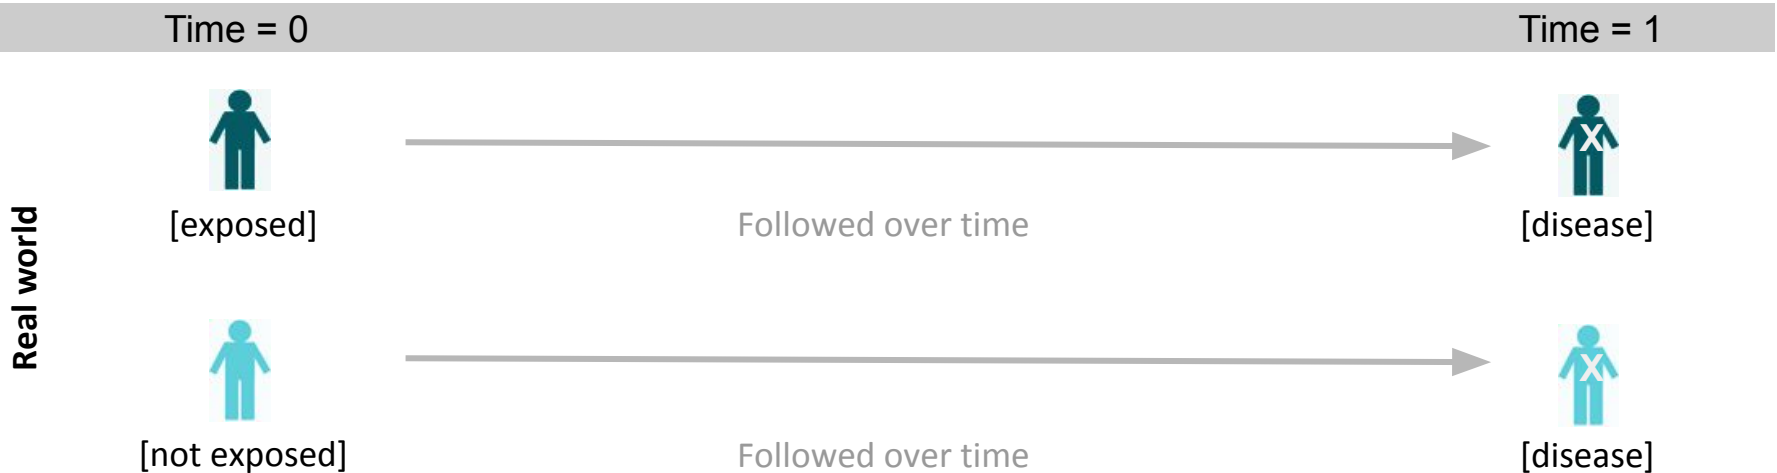 Time = 0 Time = 1
X
[exposed] Followed over time [disease]
Real world
X
[not exposed] Followed over time [disease]